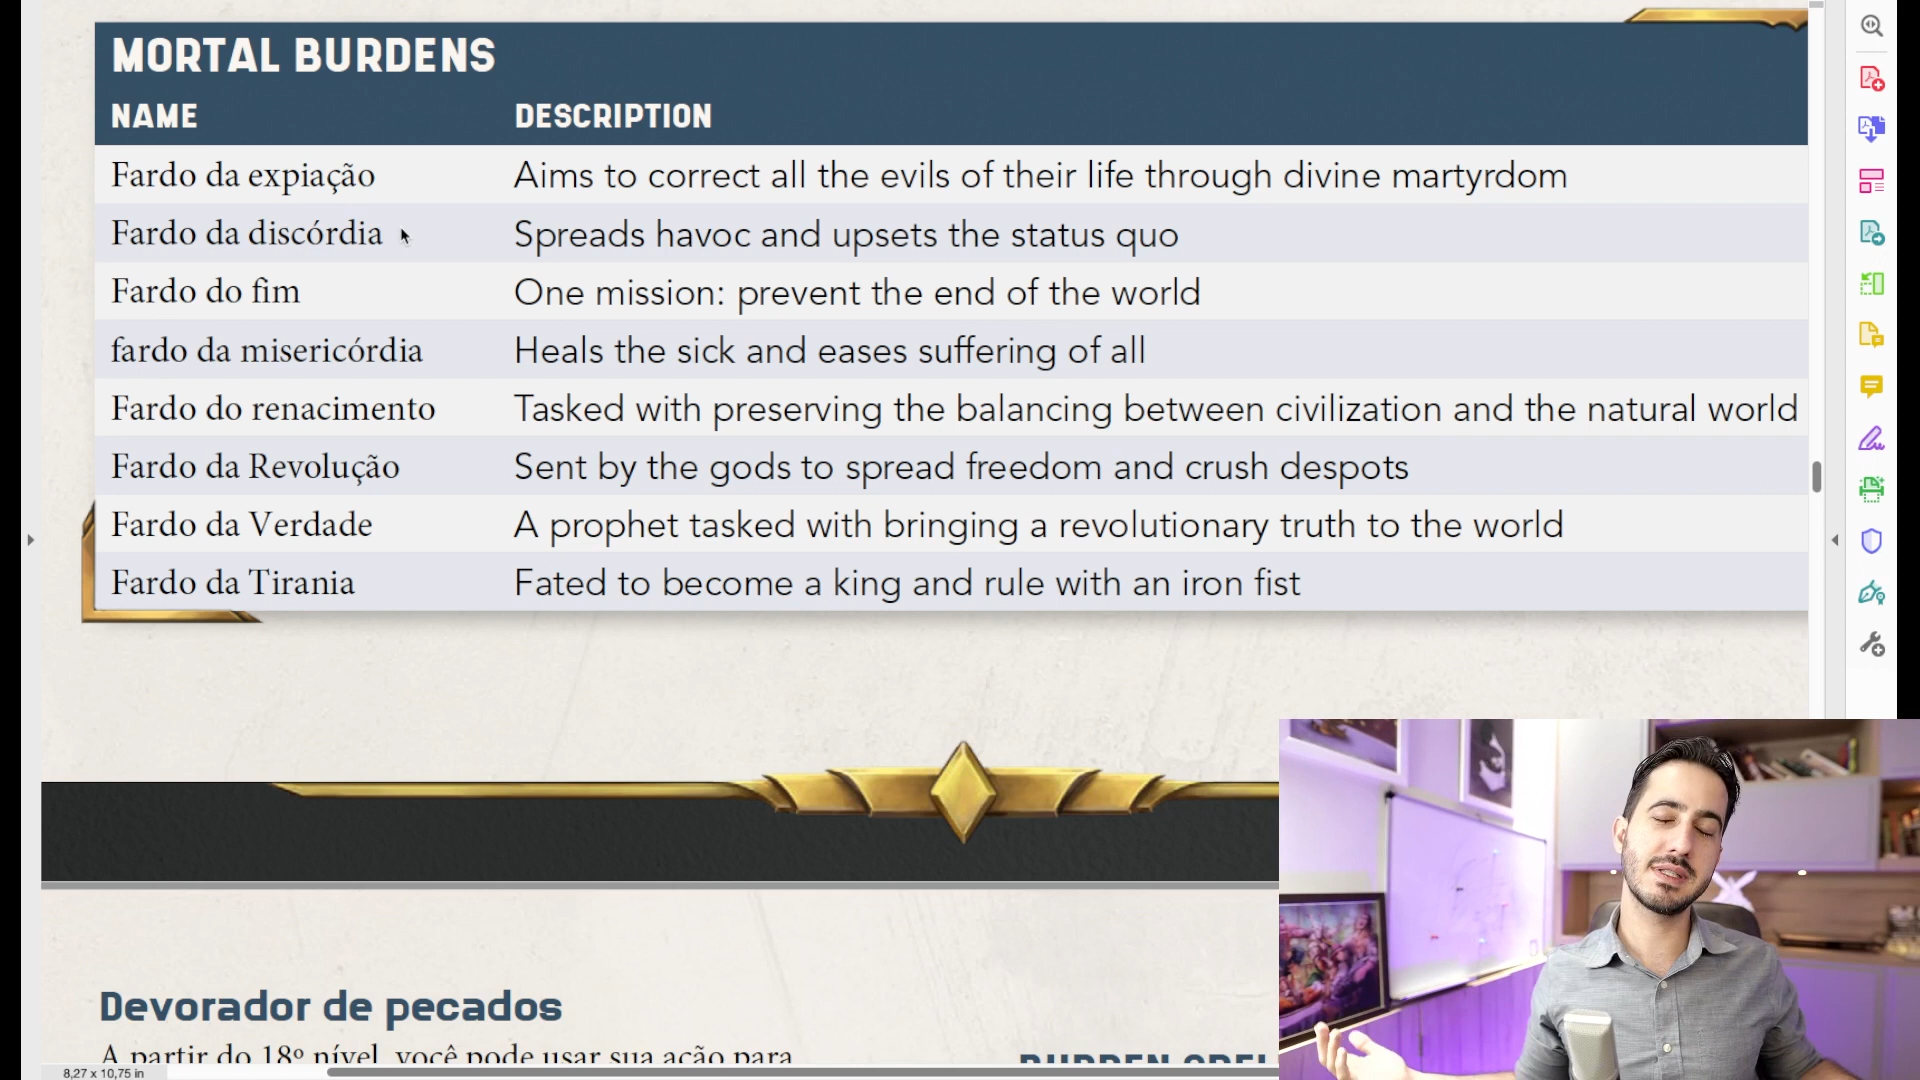 MORTAL BURDENS
NAME DESCRIPTION
Fardo da expiação Aims to correct all the evils of their life through divine martyrdom
Fardo da discórdia Spreads havoc and upsets the status quo
Fardo do fim One mission: prevent the end of the world
fardo da misericórdia Heals the sick and eases suffering of all
Fardo do renacimento Tasked with preserving the balancing between civilization and the natural world
Fardo da Revolução Sent by the gods to spread freedom and crush despots
Fardo da Verdade A prophet tasked with bringing a revolutionary truth to the world
Fardo da Tirania Fated to become a king and rule with an iron fist
Devorador de pecados
A partir do 18º nível, você pode usar sua ação para
8,27 x 10,75 in